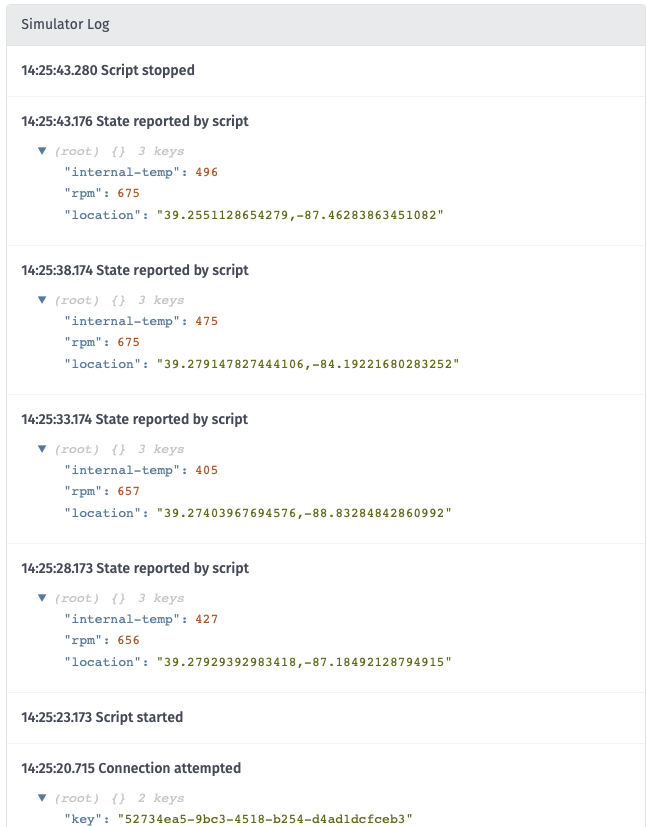 Simulator Log
14:25:43.280 Script stopped
14:25:43.176 State reported by script
▼ (root) {} 3 keys
"internal-temp": 496
"rpm": 675
"location": "39.2551128654279,-87.46283863451082"
14:25:38.174 State reported by script
▼ (root) {} 3 keys
"internal-temp": 475
"rpm": 675
"location": "39.279147827444106,-84.19221680283252"
14:25:33.174 State reported by script
▼ (root) {} 3 keys
"internal-temp": 405
"rpm": 657
"location": "39.27403967694576,-88.83284842860992"
14:25:28.173 State reported by script
▼ (root) {} 3 keys
"internal-temp": 427
"rpm": 656
"location": "39.27929392983418,-87.18492128794915"
14:25:23.173 Script started
14:25:20.715 Connection attempted
▼ (root) {} 2 keys
"key": "52734ea5-9bc3-4518-b254-d4ad1dcfceb3"